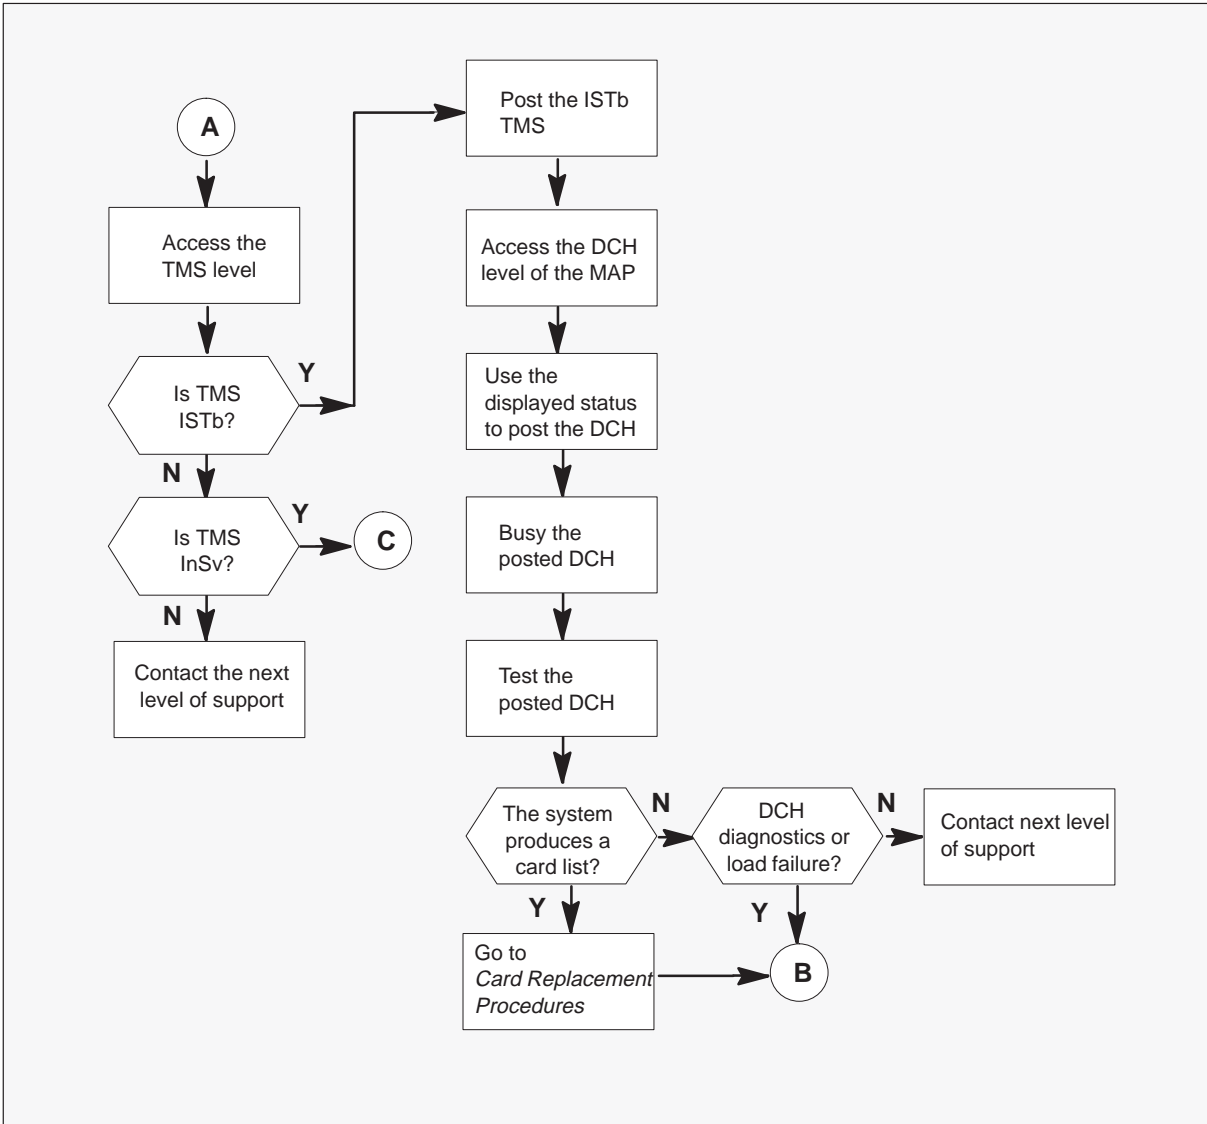 A
Access the
TMS level
Is TMS
ISTb?
Y
N
Is TMS
InSv?
Y
C
N
Contact the next
level of support
Post the ISTb
TMS
Access the DCH
level of the MAP
Use the
displayed status
to post the DCH
Busy the
posted DCH
Test the
posted DCH
The system
produces a
card list?
N
Y
DCH
diagnostics or
load failure?
N
Y
Contact next level
of support
Go to
Card Replacement
Procedures
B